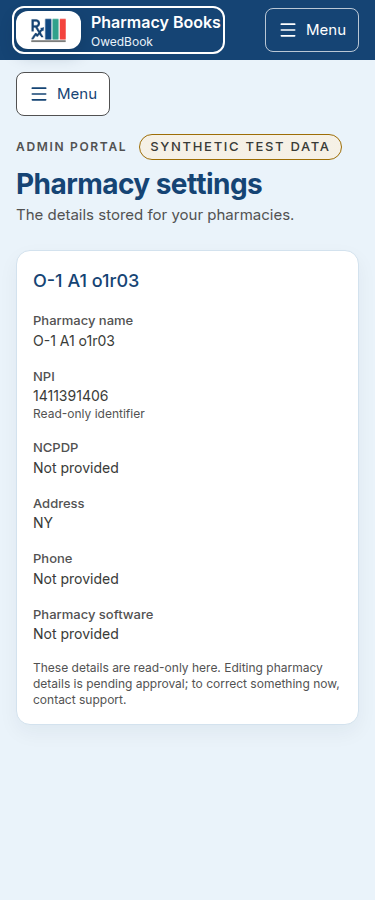 Rx
Pharmacy Books
OwedBook
Menu
Menu
ADMIN PORTAL
SYNTHETIC TEST DATA
Pharmacy settings
The details stored for your pharmacies.
O-1 A1 o1r03
Pharmacy name
O-1 A1 o1r03
NPI
1411391406
Read-only identifier
NCPDP
Not provided
Address
NY
Phone
Not provided
Pharmacy software
Not provided
These details are read-only here. Editing pharmacy
details is pending approval; to correct something now,
contact support.